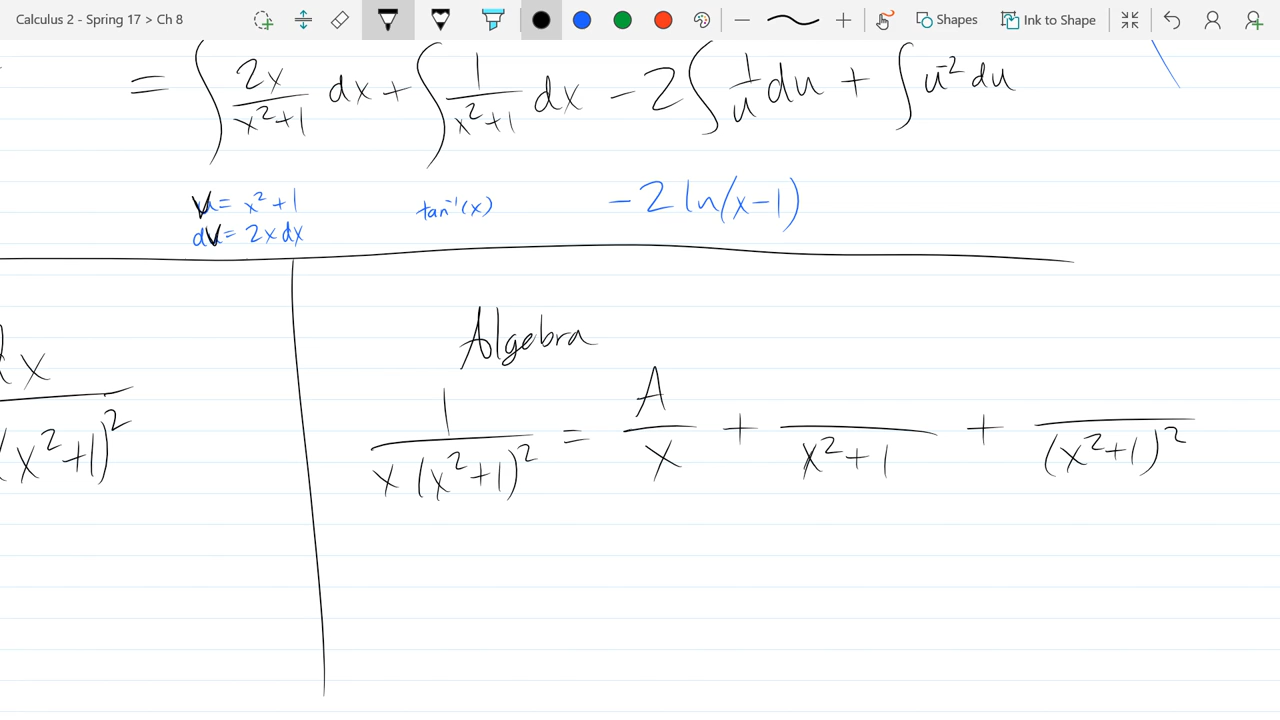 Calculus 2 - Spring 17 > Ch 8
Shapes
Ink to Shape
= ∫ 2x/(x²+1) dx + ∫ 1/(x²+1) dx - 2∫ 1/u du + ∫ u⁻² du
v = x² + 1
dv = 2x dx
tan⁻¹(x)
-2 ln(x-1)
x
(x²+1)²
Algebra
1/(x(x²+1)²) = A/x + /(x²+1) + /(x²+1)²